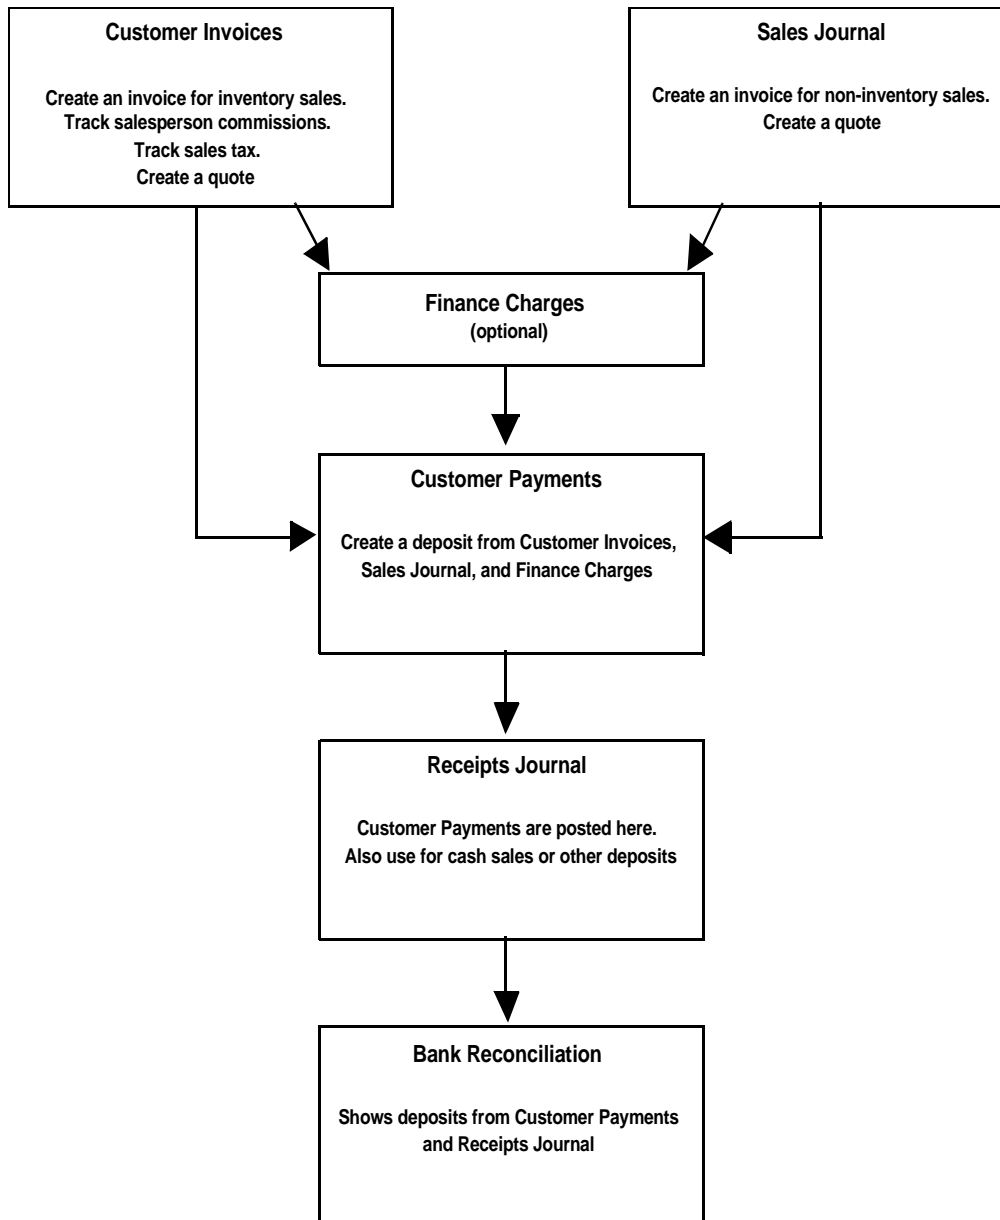 Customer Invoices
Create an invoice for inventory sales.
Track salesperson commissions.
Track sales tax.
Create a quote
Sales Journal
Create an invoice for non-inventory sales.
Create a quote
Finance Charges
(optional)
Customer Payments
Create a deposit from Customer Invoices,
Sales Journal, and Finance Charges
Receipts Journal
Customer Payments are posted here.
Also use for cash sales or other deposits
Bank Reconciliation
Shows deposits from Customer Payments
and Receipts Journal